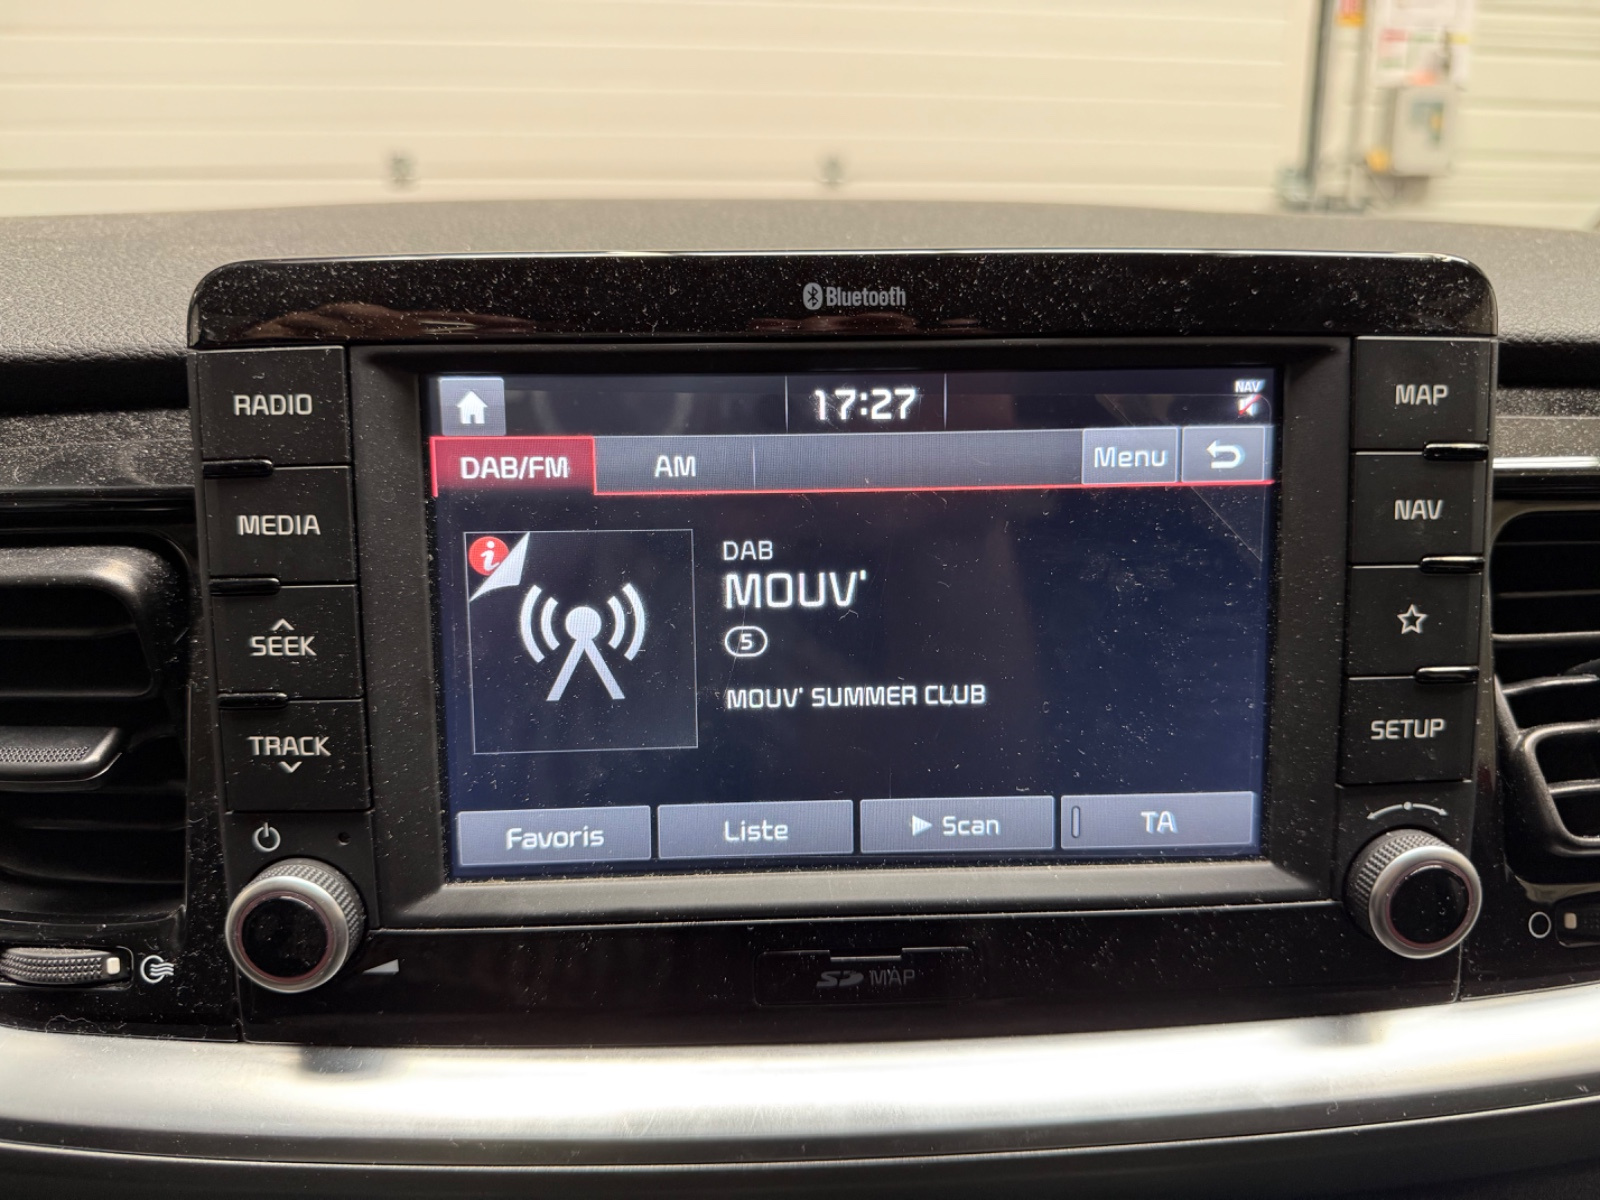 Bluetooth
RADIO
MEDIA
SEEK
TRACK
17:27
NAV
DAB/FM
AM
Menu
i
DAB
MOUV'
5
MOUV' SUMMER CLUB
Favoris
Liste
Scan
TA
MAP
NAV
SETUP
SD MAP